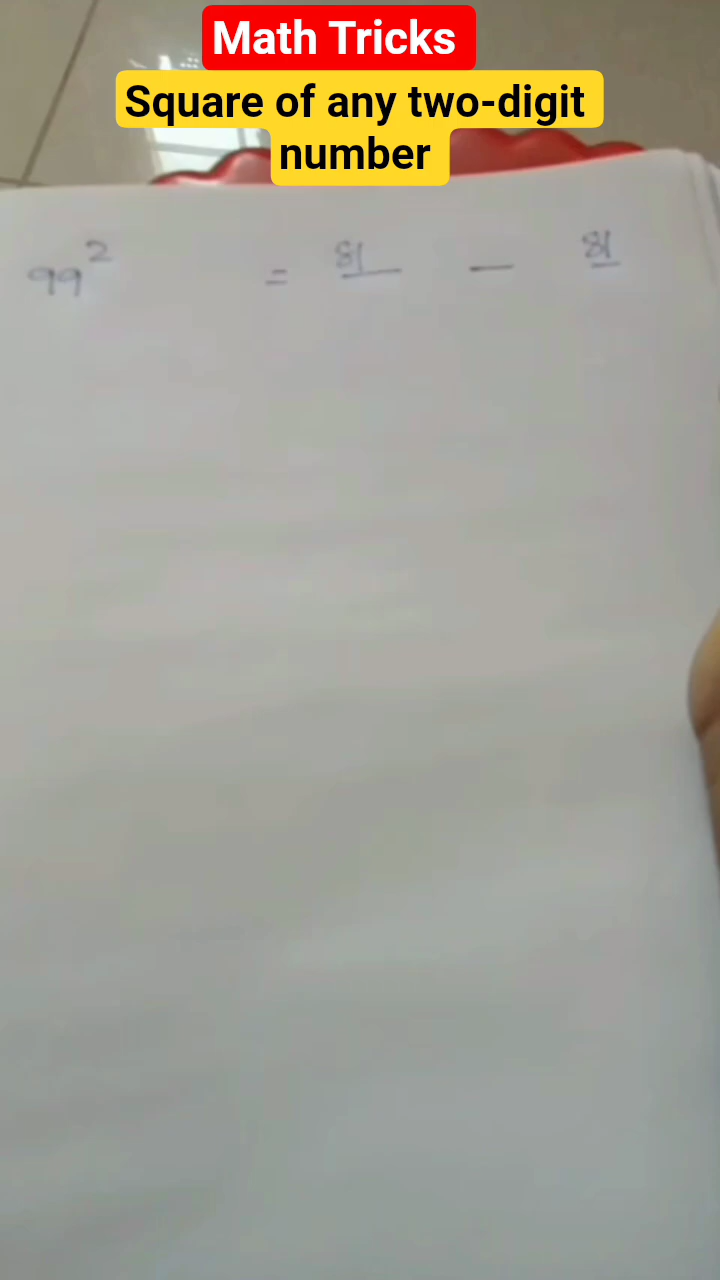 Math Tricks
Square of any two-digit
number
99² = 81 — 81